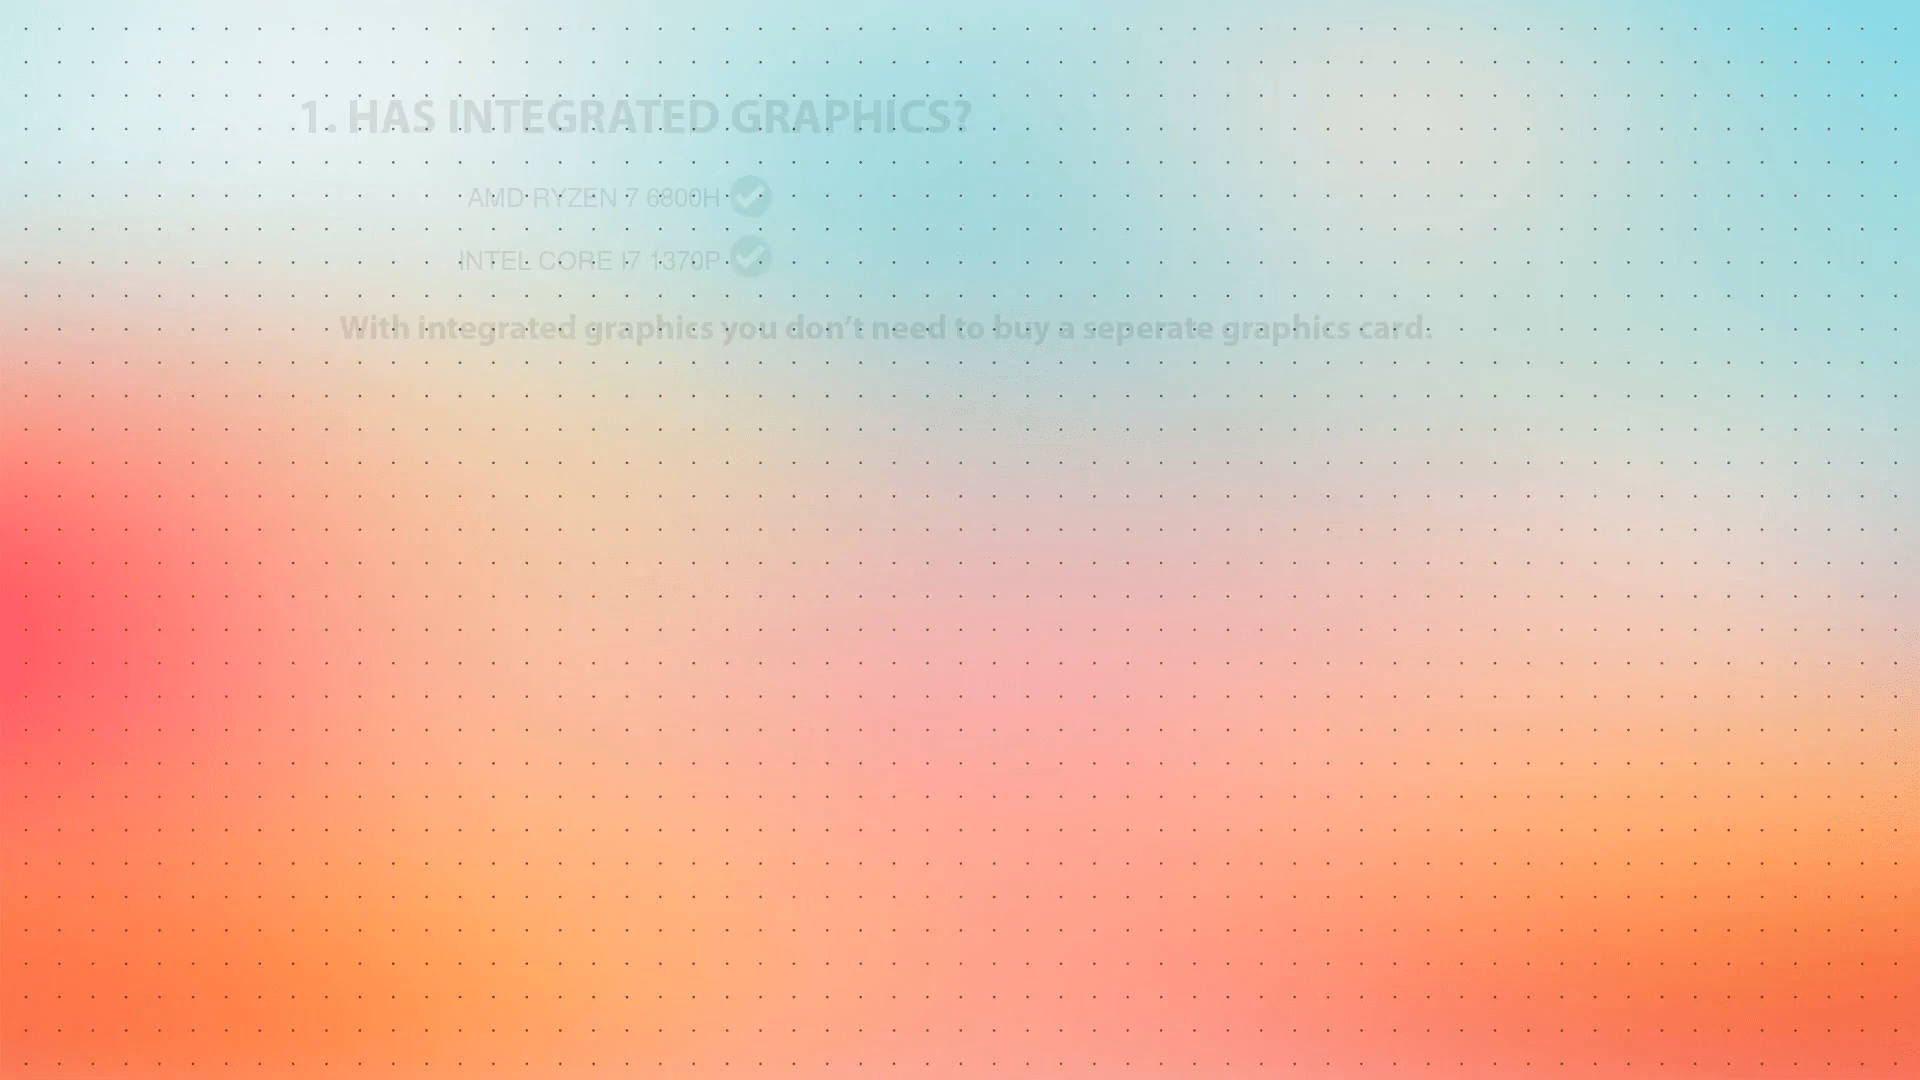 1. HAS INTEGRATED GRAPHICS?
AMD RYZEN 7 6800H
INTEL CORE I7 1370P
With integrated graphics you don’t need to buy a seperate graphics card.